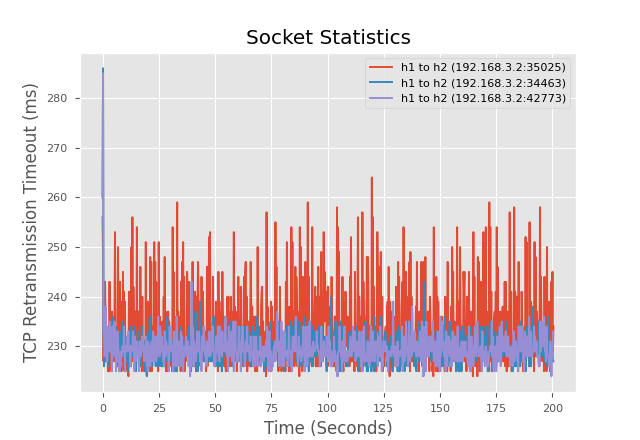 Socket Statistics
h1 to h2 (192.168.3.2:35025)
h1 to h2 (192.168.3.2:34463)
h1 to h2 (192.168.3.2:42773)
TCP Retransmission Timeout (ms)
280
270
260
250
240
230
0 25 50 75 100 125 150 175 200
Time (Seconds)